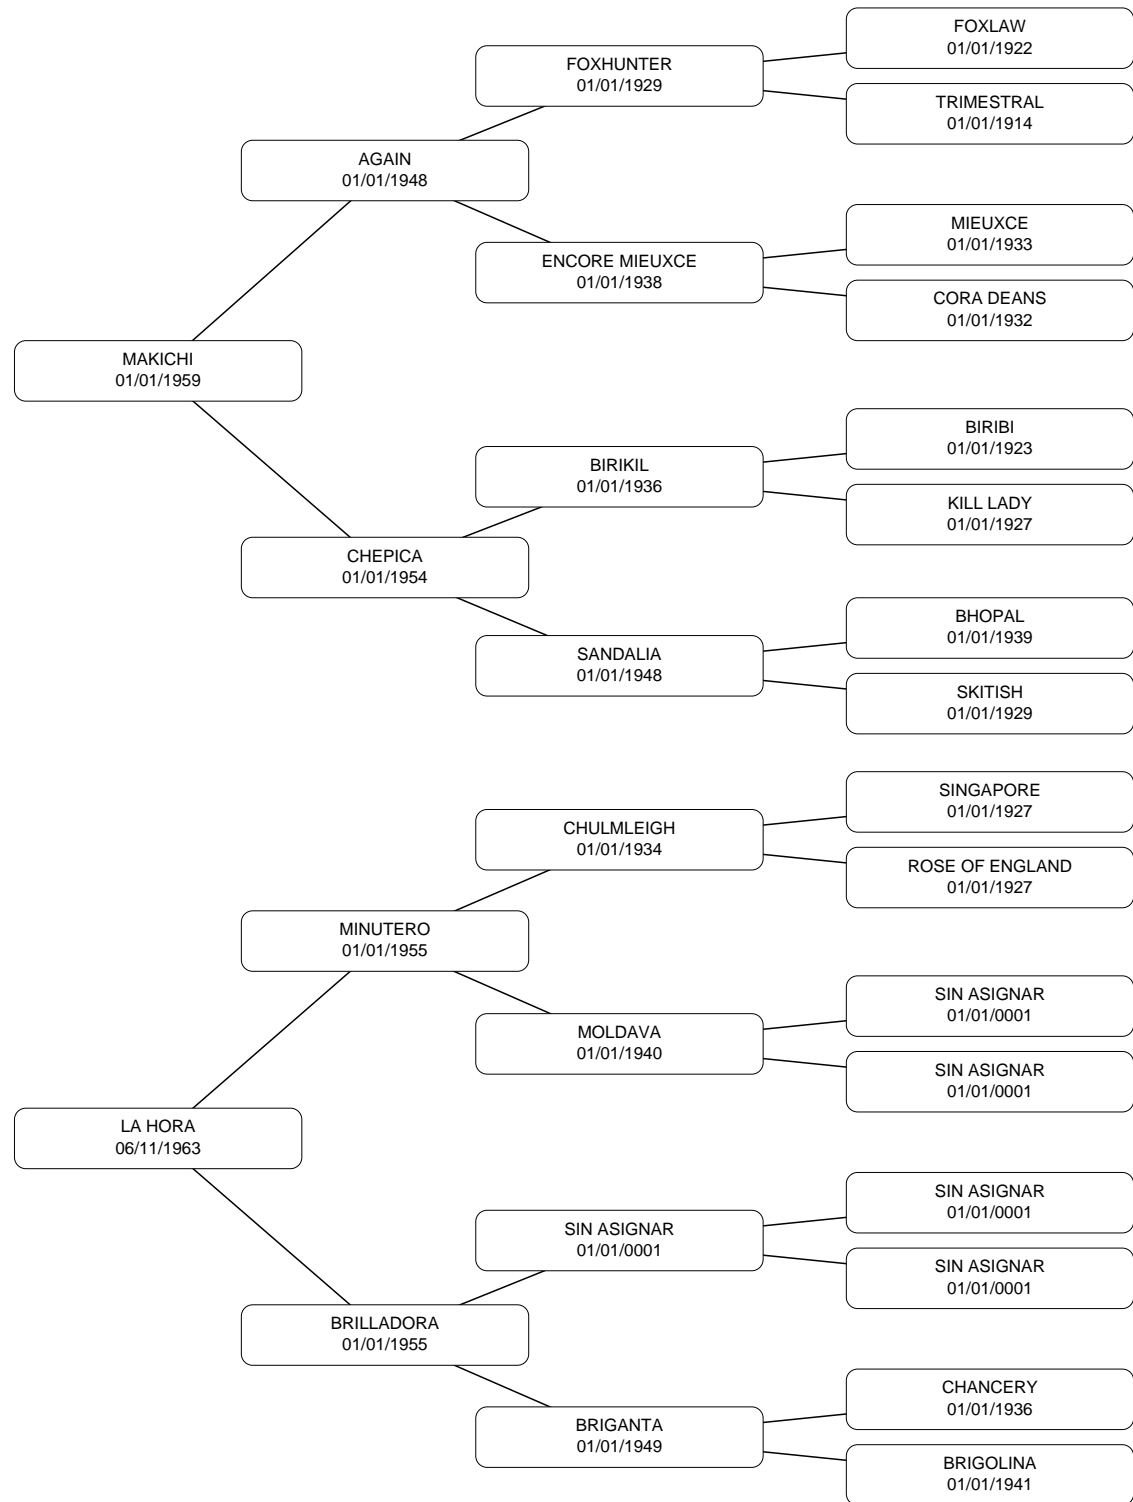 FOXLAW
01/01/1922
FOXHUNTER
01/01/1929
TRIMESTRAL
01/01/1914
AGAIN
01/01/1948
MIEUXCE
01/01/1933
ENCORE MIEUXCE
01/01/1938
CORA DEANS
01/01/1932
MAKICHI
01/01/1959
BIRIBI
01/01/1923
BIRIKIL
01/01/1936
KILL LADY
01/01/1927
CHEPICA
01/01/1954
BHOPAL
01/01/1939
SANDALIA
01/01/1948
SKITISH
01/01/1929
SINGAPORE
01/01/1927
CHULMLEIGH
01/01/1934
ROSE OF ENGLAND
01/01/1927
MINUTERO
01/01/1955
SIN ASIGNAR
01/01/0001
MOLDAVA
01/01/1940
SIN ASIGNAR
01/01/0001
LA HORA
06/11/1963
SIN ASIGNAR
01/01/0001
SIN ASIGNAR
01/01/0001
SIN ASIGNAR
01/01/0001
BRILLADORA
01/01/1955
CHANCERY
01/01/1936
BRIGANTA
01/01/1949
BRIGOLINA
01/01/1941